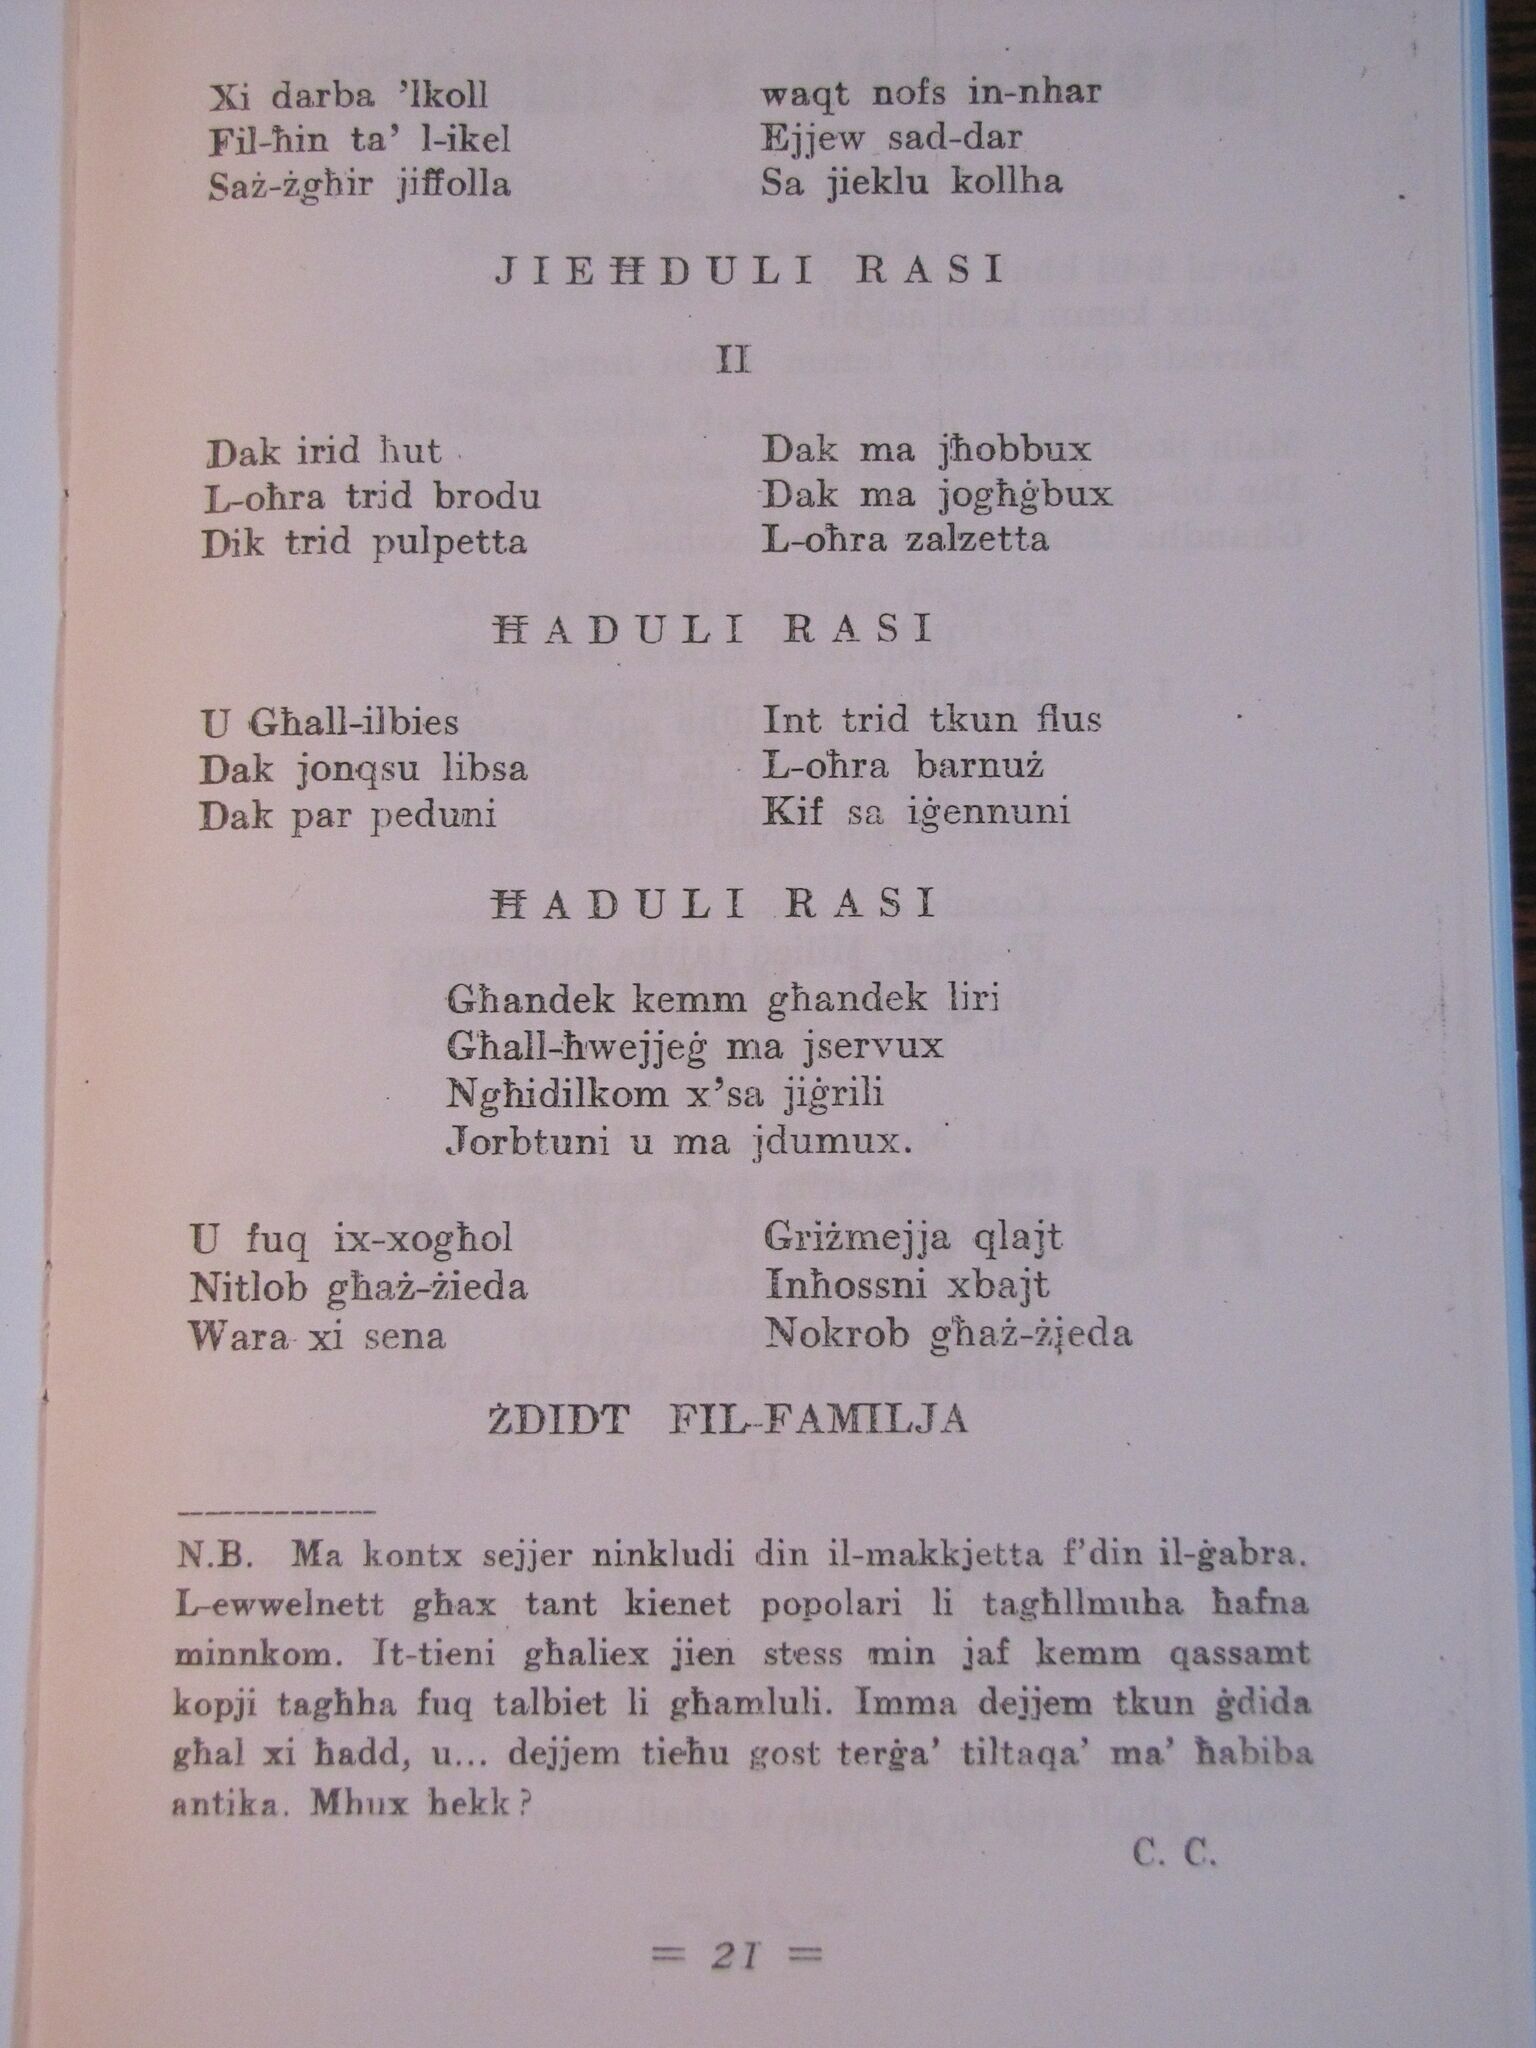 Xi darba 'lkoll waqt nofs in-nhar
Fil-ħin ta' l-ikel Ejjew sad-dar
Saż-żgħir jiffolla Sa jieklu kollha
JIEĦDULI RASI
II
Dak irid ħut Dak ma jħobbux
L-oħra trid brodu Dak ma jogħġbux
Dik trid pulpetta L-oħra zalzetta
ĦADULI RASI
U Għall-ilbies Int trid tkun flus
Dak jonqsu libsa L-oħra barnuż
Dak par peduni Kif sa iġennuni
ĦADULI RASI
Għandek kemm għandek liri
Għall-ħwejjeġ ma jservux
Ngħidilkom x'sa jiġrili
Jorbtuni u ma jdumux.
U fuq ix-xogħol Griżmejja qlajt
Nitlob għaż-żieda Inħossni xbajt
Wara xi sena Nokrob għaż-żieda
ŻDIDT FIL-FAMILJA
N.B. Ma kontx sejjer ninkludi din il-makkjetta f'din il-ġabra.
L-ewwelnett għax tant kienet popolari li tagħllmuha ħafna
minnkom. It-tieni għaliex jien stess min jaf kemm qassamt
kopji tagħha fuq talbiet li għamluli. Imma dejjem tkun ġdida
għal xi ħadd, u... dejjem tieħu gost terġa' tiltaqa' ma' ħabiba
antika. Mhux hekk?
C. C.
= 21 =